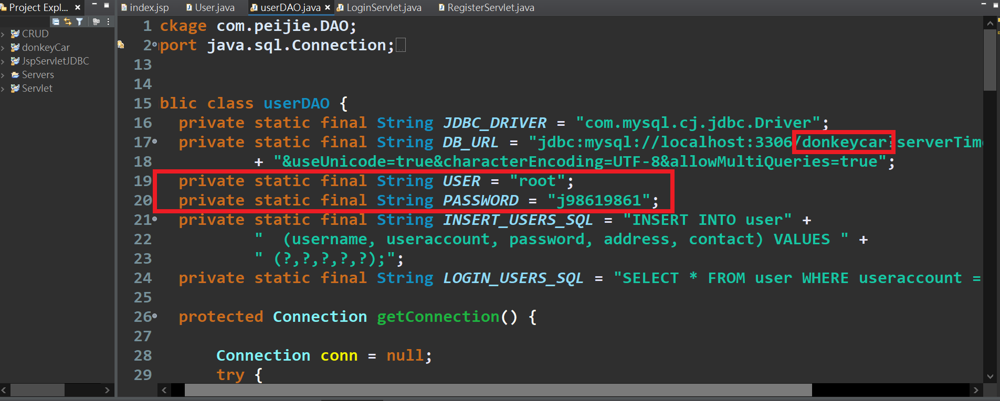 Project Expl...
index.jsp
User.java
userDAO.java
LoginServlet.java
RegisterServlet.java
CRUD
donkeyCar
JspServletJDBC
Servers
Servlet
1 ckage com.peijie.DAO;
2 port java.sql.Connection;
13
14
15 blic class userDAO {
16 private static final String JDBC_DRIVER = "com.mysql.cj.jdbc.Driver";
17 private static final String DB_URL = "jdbc:mysql://localhost:3306/donkeycar?serverTim
18 + "&useUnicode=true&characterEncoding=UTF-8&allowMultiQueries=true";
19 private static final String USER = "root";
20 private static final String PASSWORD = "j98619861";
21 private static final String INSERT_USERS_SQL = "INSERT INTO user" +
22 "  (username, useraccount, password, address, contact) VALUES " +
23 " (?,?,?,?,?);";
24 private static final String LOGIN_USERS_SQL = "SELECT * FROM user WHERE useraccount =
25
26 protected Connection getConnection() {
27
28 Connection conn = null;
29 try {